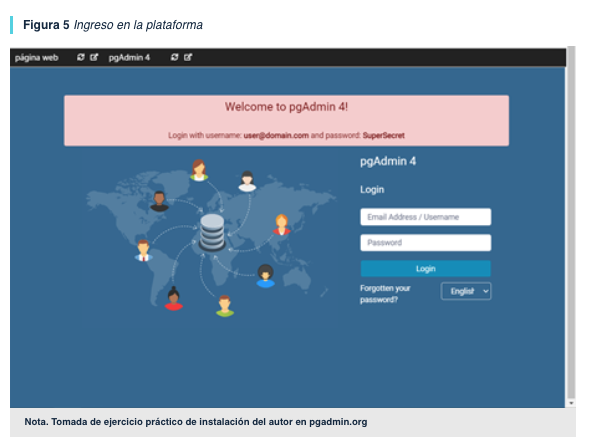 Figura 5 Ingreso en la plataforma
página web pgAdmin 4
Welcome to pgAdmin 4!
Login with username: user@domain.com and password: SuperSecret
pgAdmin 4
Login
Email Address / Username
Password
Login
Forgotten your
password?
English
Nota. Tomada de ejercicio práctico de instalación del autor en pgadmin.org